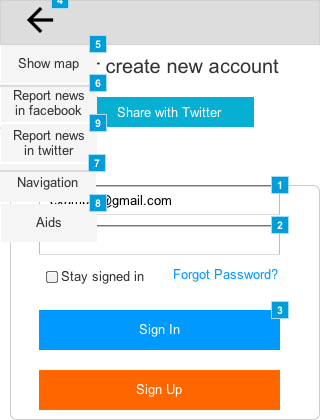 4
5
Show map
create new account
6
Report news
in facebook
Share with Twitter
9
Report news
in twitter
7
Navigation
1
@gmail.com
8
Aids
2
Stay signed in
Forgot Password?
3
Sign In
Sign Up